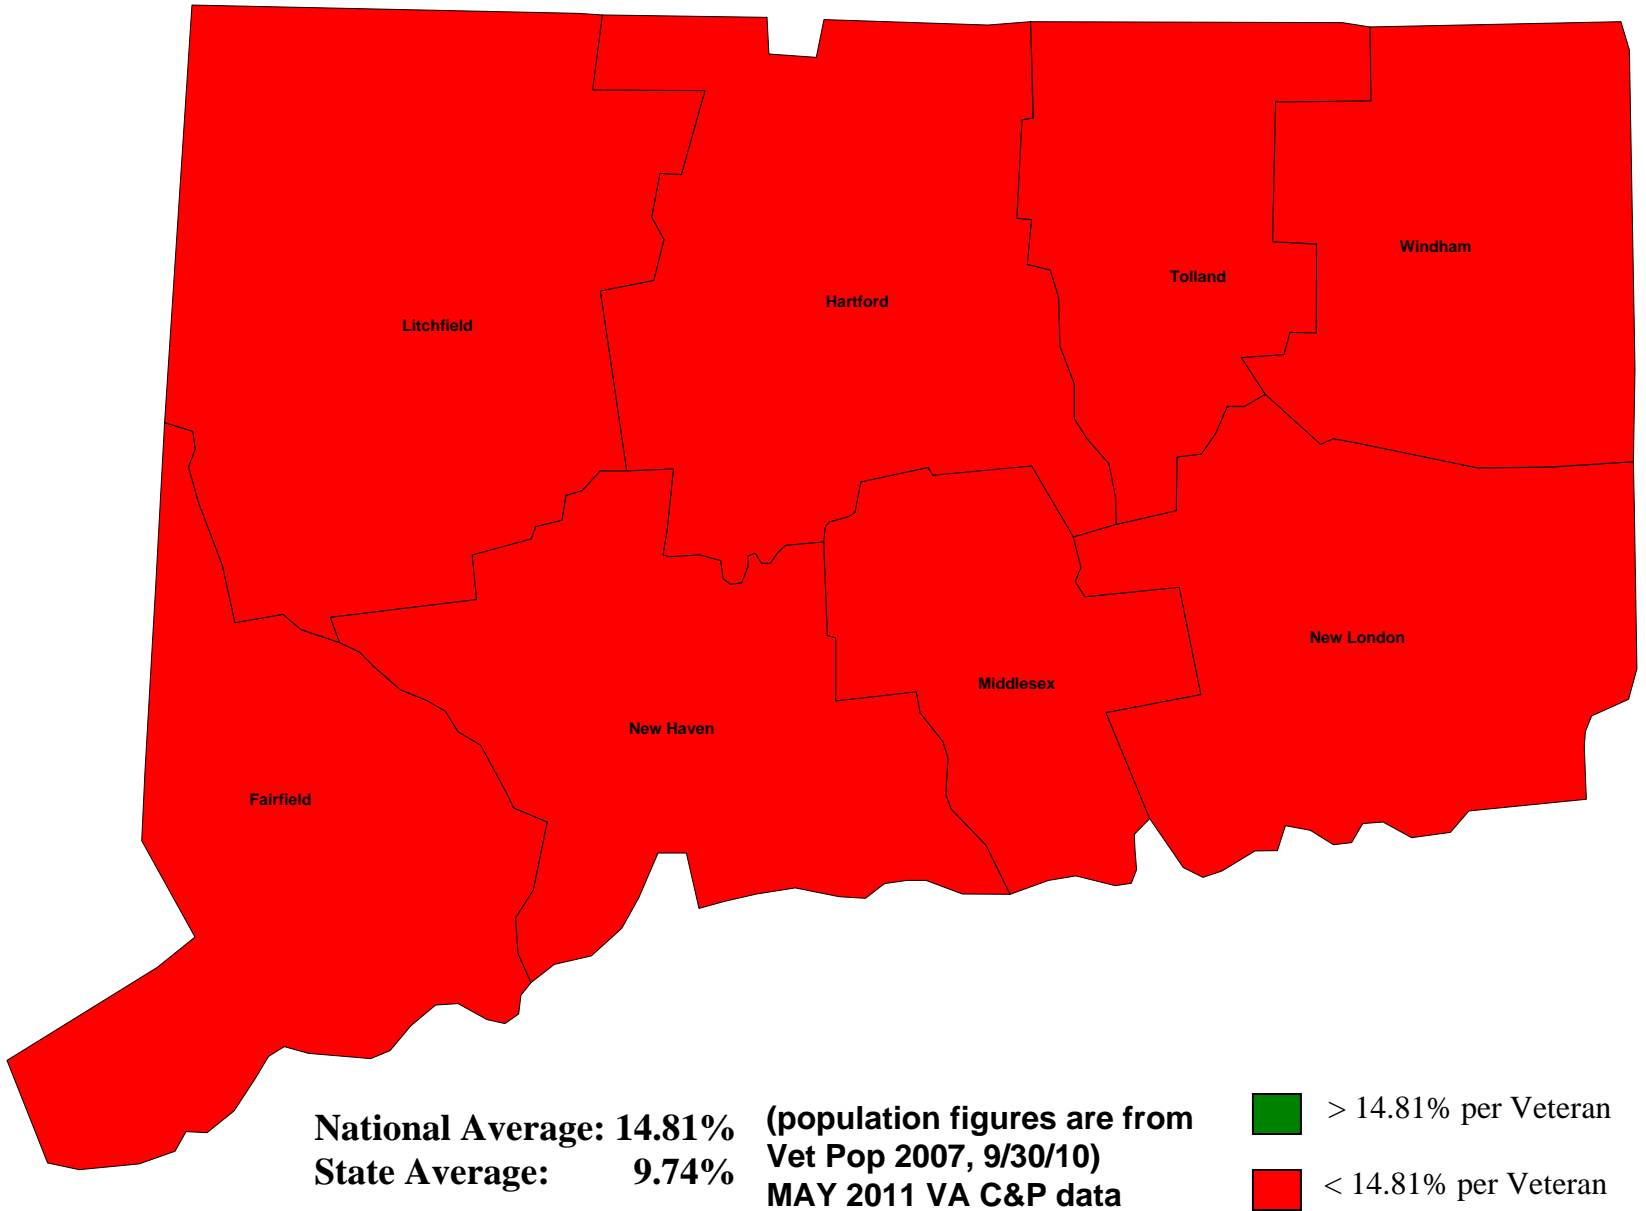 Windham
Tolland
Hartford
Litchfield
New London
Middlesex
New Haven
Fairfield
National Average: 14.81%
State Average: 9.74%
(population figures are from
Vet Pop 2007, 9/30/10)
MAY 2011 VA C&P data
> 14.81% per Veteran
< 14.81% per Veteran